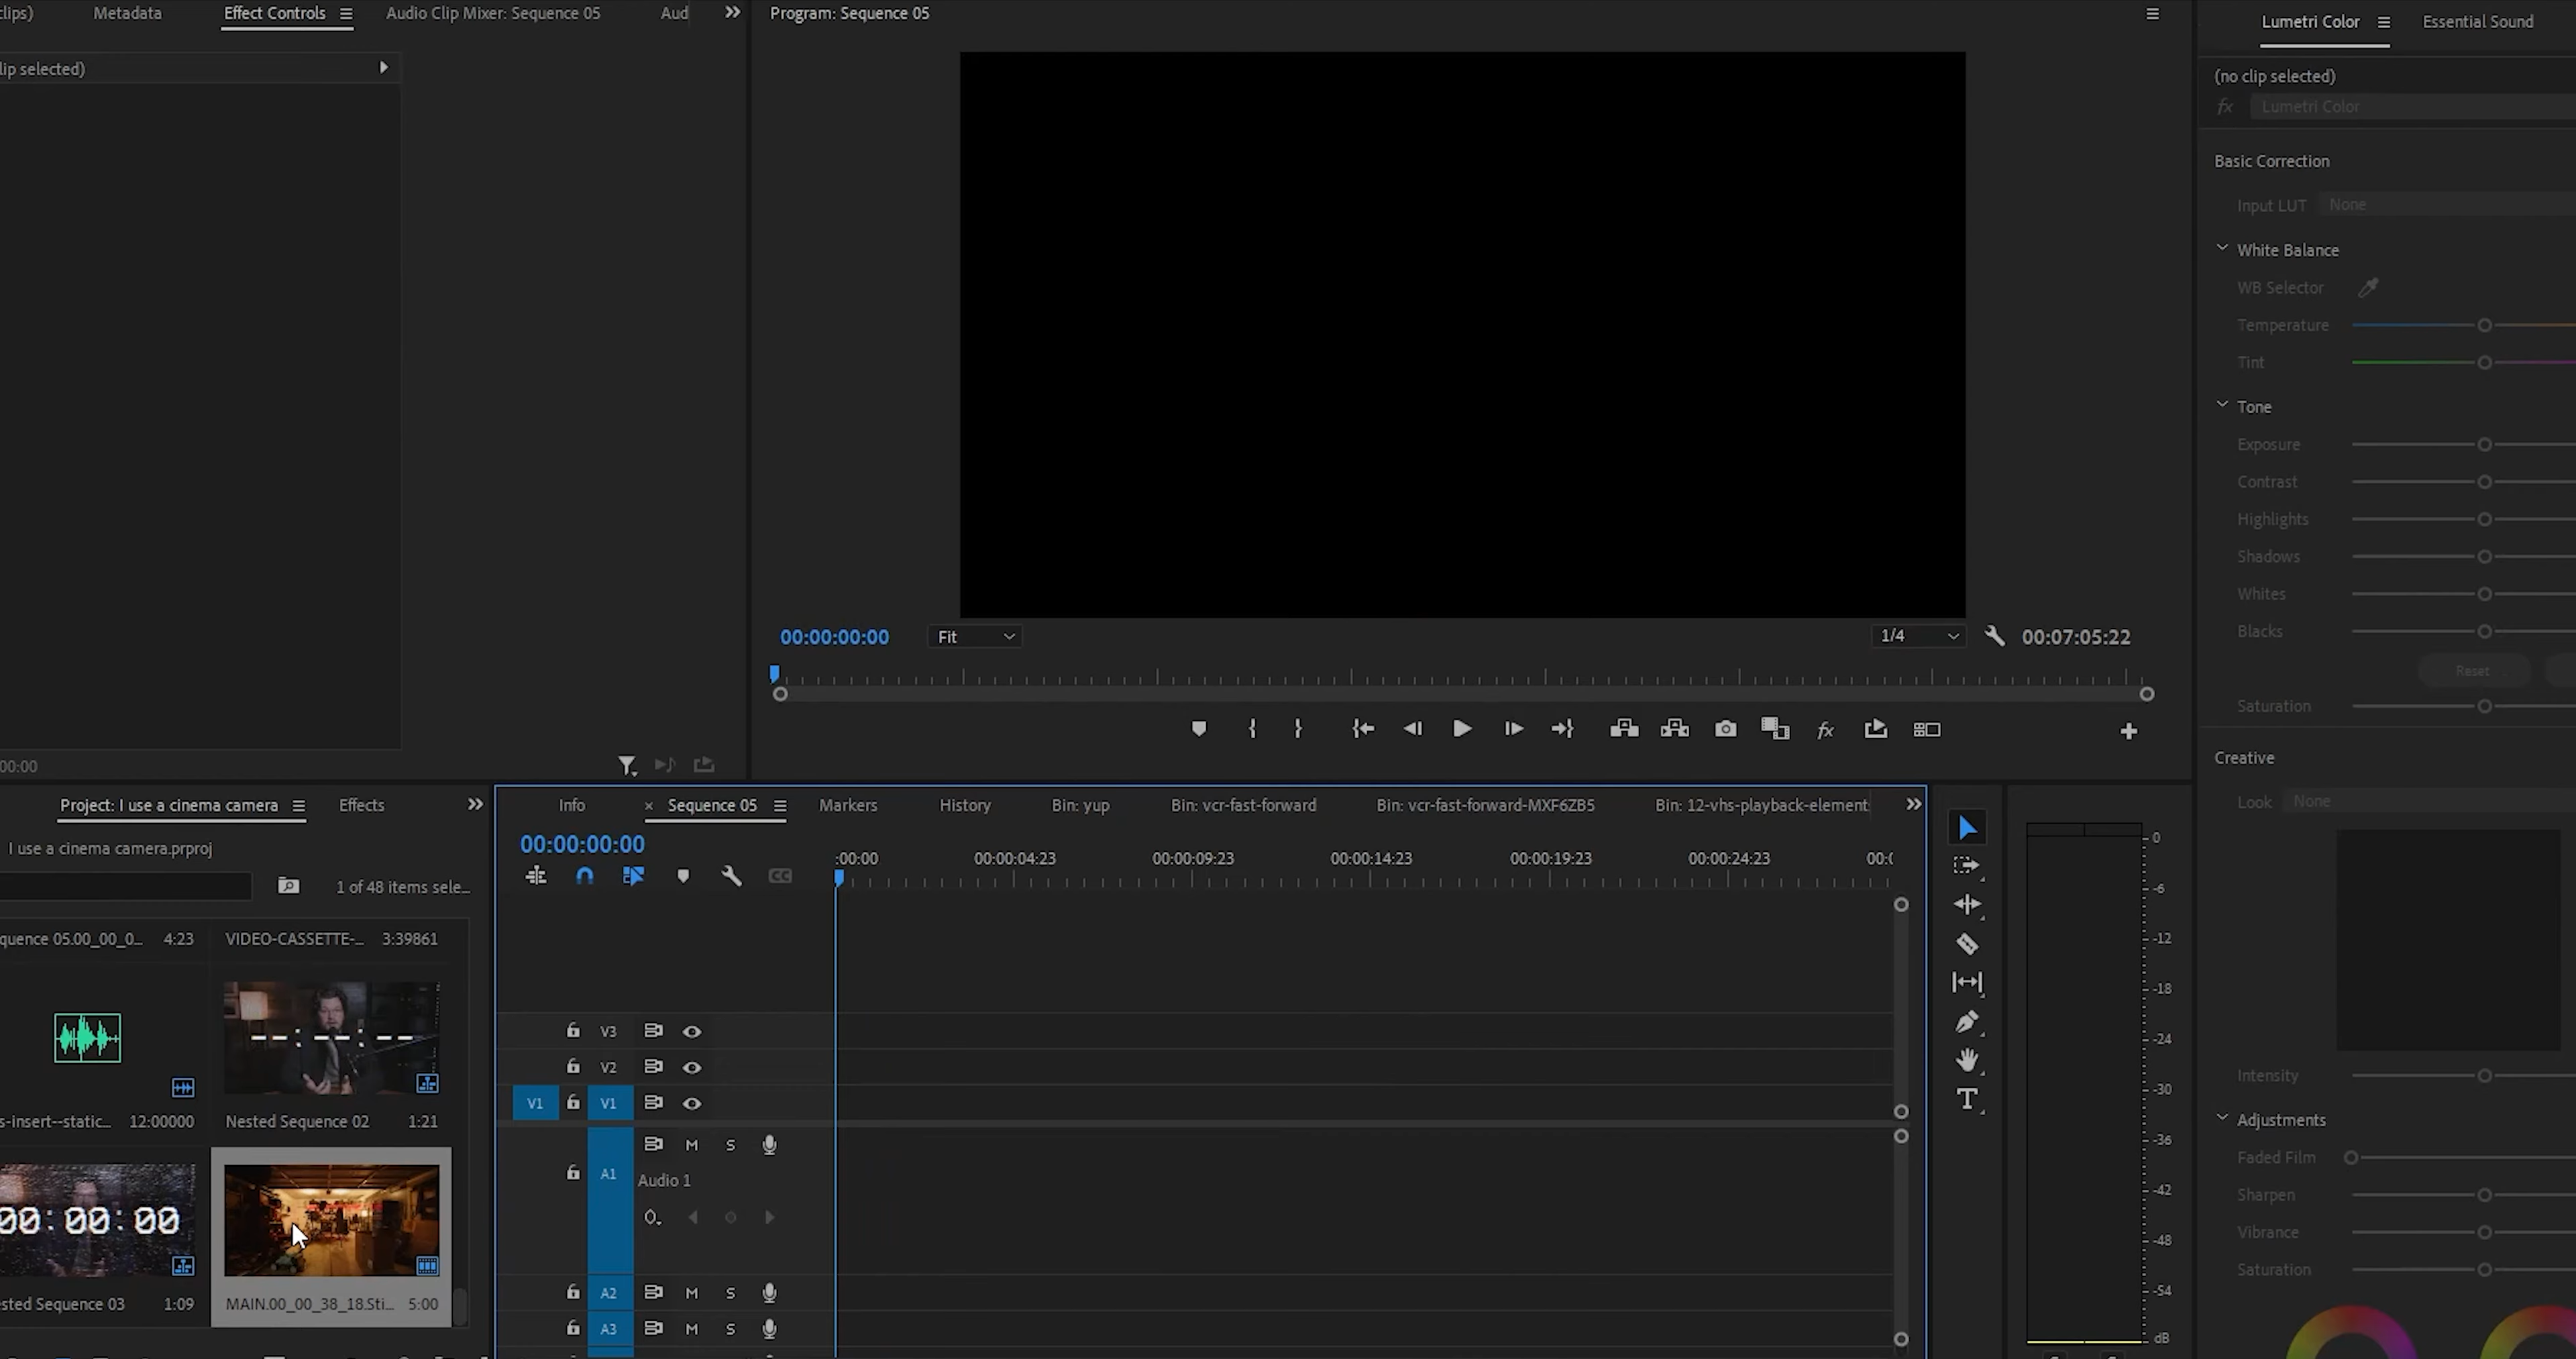 clips)
Metadata
Effect Controls
Audio Clip Mixer: Sequence 05
Aud
Program: Sequence 05
Lumetri Color
Essential Sound
lip selected)
(no clip selected)
fx Lumetri Color
Basic Correction
Input LUT None
White Balance
WB Selector
Temperature
Tint
Tone
Exposure
Contrast
Highlights
Shadows
Whites
Blacks
Reset
Saturation
Creative
Look None
Intensity
Adjustments
Faded Film
Sharpen
Vibrance
Saturation
00:00:00:00
Fit
1/4
00:07:05:22
fx
00:00
Project: I use a cinema camera
Effects
I use a cinema camera.prproj
1 of 48 items sele...
quence 05.00_00_0... 4:23
VIDEO-CASSETTE-... 3:39861
s-insert--static... 12:00000
Nested Sequence 02 1:21
00:00:00
sted Sequence 03 1:09
MAIN.00_00_38_18.Sti... 5:00
Info
× Sequence 05
Markers
History
Bin: yup
Bin: vcr-fast-forward
Bin: vcr-fast-forward-MXF6ZB5
Bin: 12-vhs-playback-element
00:00:00:00
CC
:00:00
00:00:04:23
00:00:09:23
00:00:14:23
00:00:19:23
00:00:24:23
00:0
V3
V2
V1 V1
M S
A1
Audio 1
A2 M S
A3 M S
T
0
-6
-12
-18
-24
-30
-36
-42
-48
-54
dB